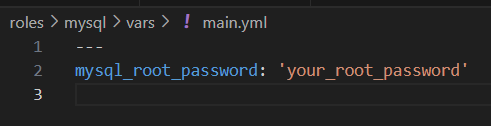 roles > mysql > vars > ! main.yml
1 ---
2 mysql_root_password: 'your_root_password'
3